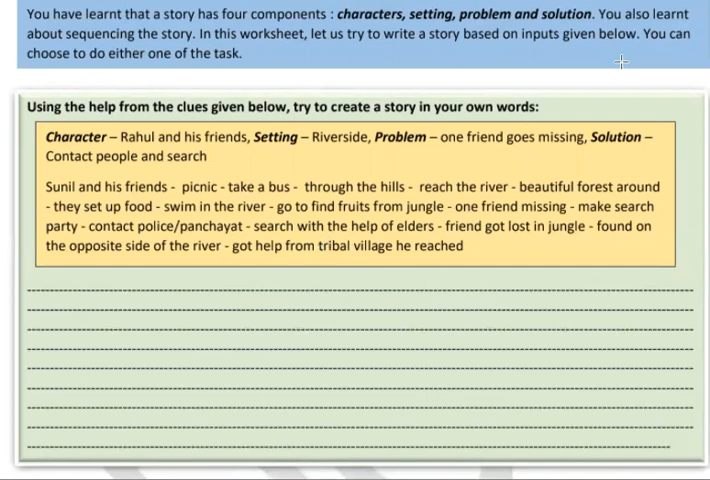 You have learnt that a story has four components : characters, setting, problem and solution. You also learnt
about sequencing the story. In this worksheet, let us try to write a story based on inputs given below. You can
choose to do either one of the task.
Using the help from the clues given below, try to create a story in your own words:
Character – Rahul and his friends, Setting – Riverside, Problem – one friend goes missing, Solution –
Contact people and search
Sunil and his friends - picnic - take a bus - through the hills - reach the river - beautiful forest around
- they set up food - swim in the river - go to find fruits from jungle - one friend missing - make search
party - contact police/panchayat - search with the help of elders - friend got lost in jungle - found on
the opposite side of the river - got help from tribal village he reached